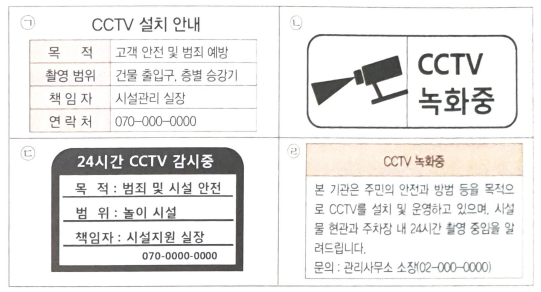 ㉠
CCTV 설치 안내
목 적 고객 안전 및 범죄 예방
촬영 범위 건물 출입구, 층별 승강기
책 임 자 시설관리 실장
연 락 처 070-000-0000
㉡
CCTV
녹화중
㉢
24시간 CCTV 감시중
목 적 : 범죄 및 시설 안전
범 위 : 놀이 시설
책임자 : 시설지원 실장
070-0000-0000
㉣
CCTV 녹화중
본 기관은 주민의 안전과 방범 등을 목적으
로 CCTV를 설치 및 운영하고 있으며, 시설
물 현관과 주차장 내 24시간 촬영 중임을 알
려드립니다.
문의 : 관리사무소 소장(02-000-0000)